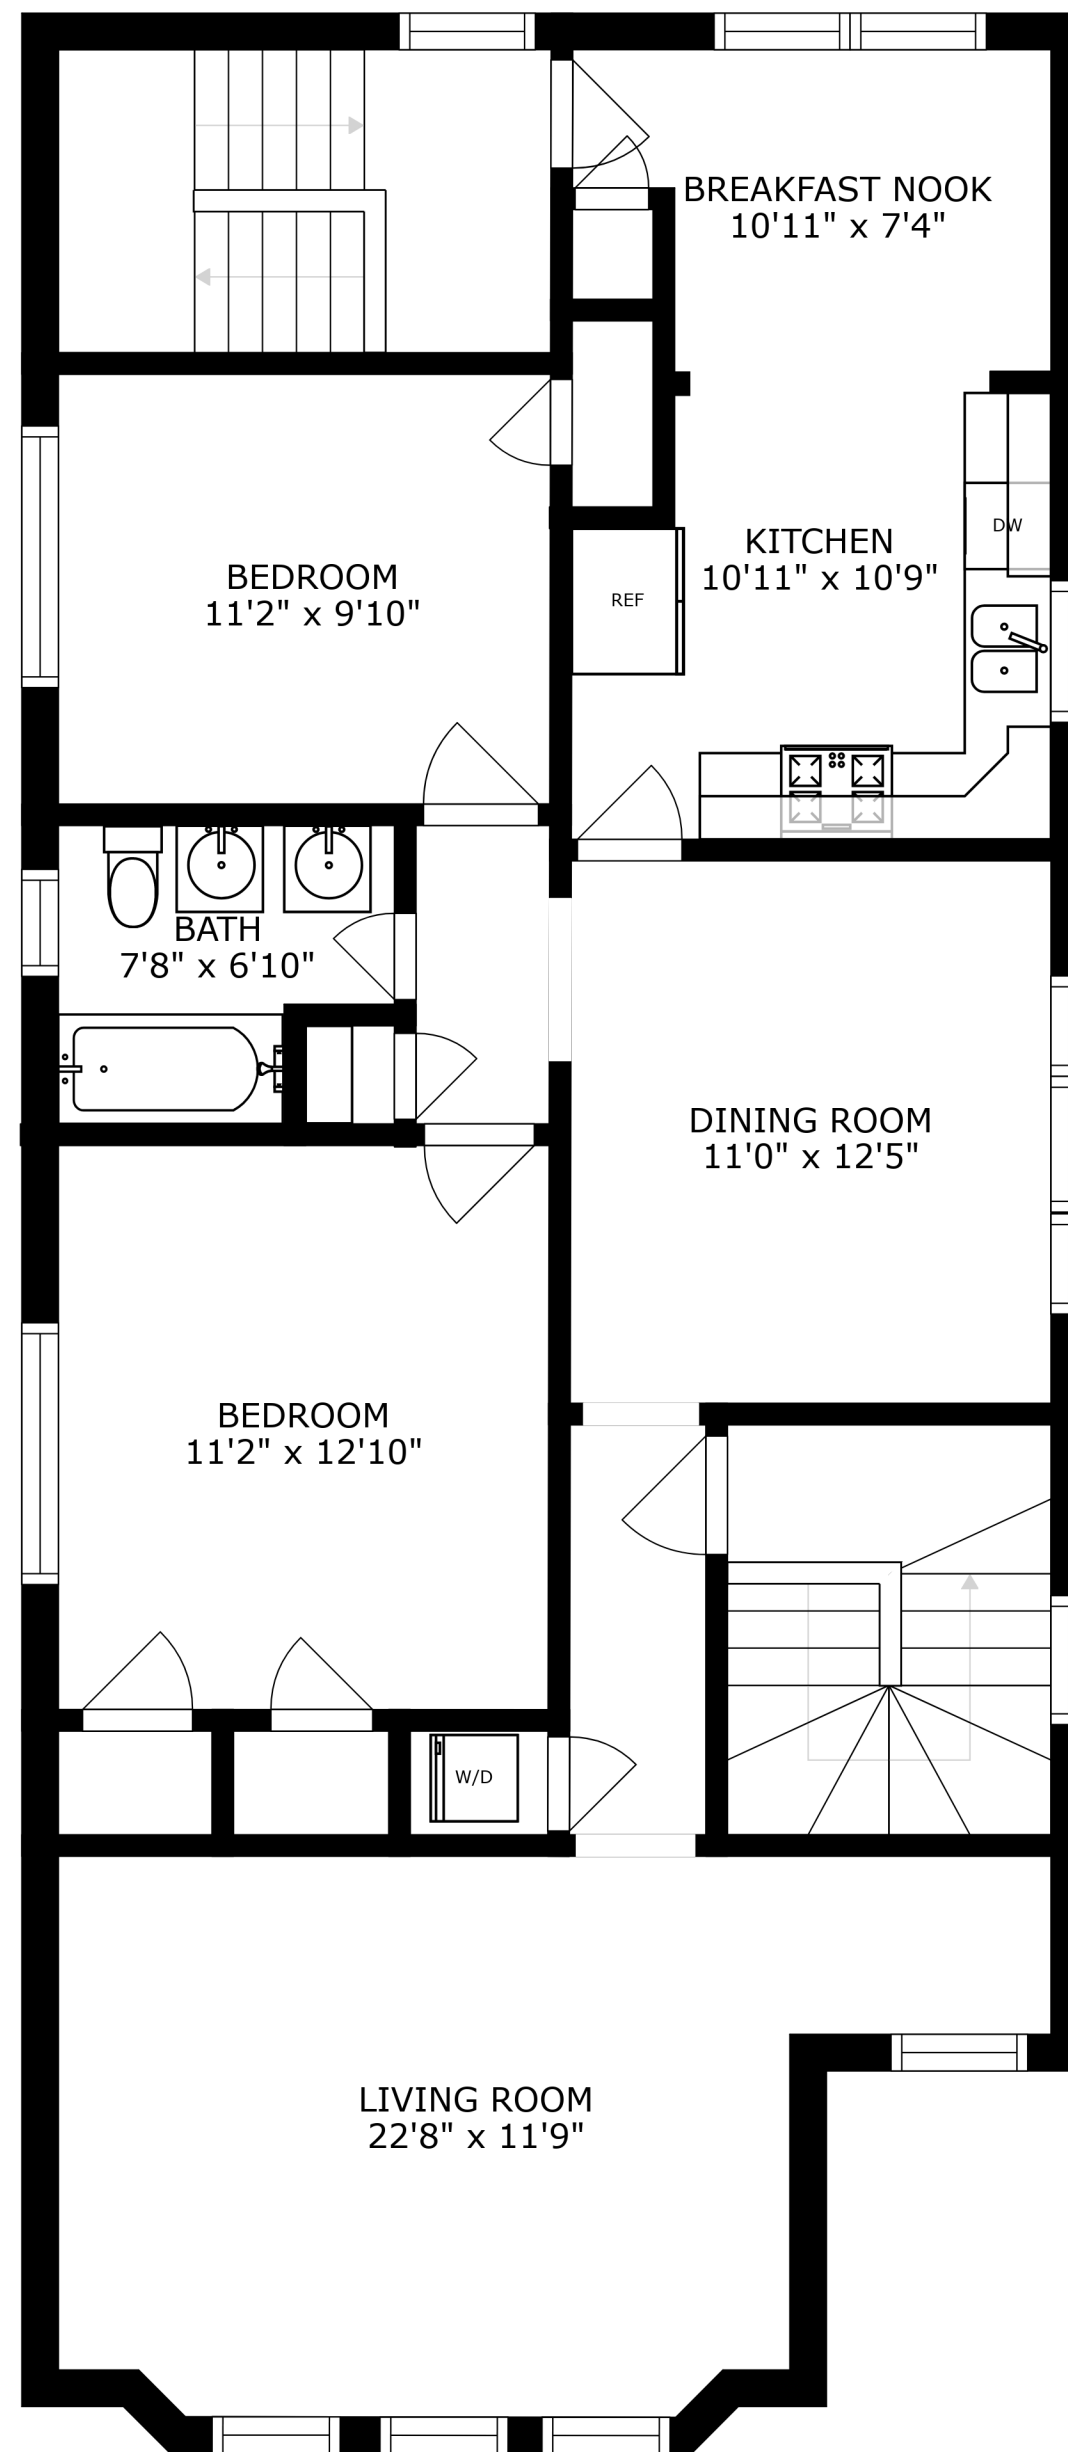 BREAKFAST NOOK
10'11" x 7'4"
DW
KITCHEN
10'11" x 10'9"
BEDROOM
11'2" x 9'10"
REF
BATH
7'8" x 6'10"
DINING ROOM
11'0" x 12'5"
BEDROOM
11'2" x 12'10"
W/D
LIVING ROOM
22'8" x 11'9"